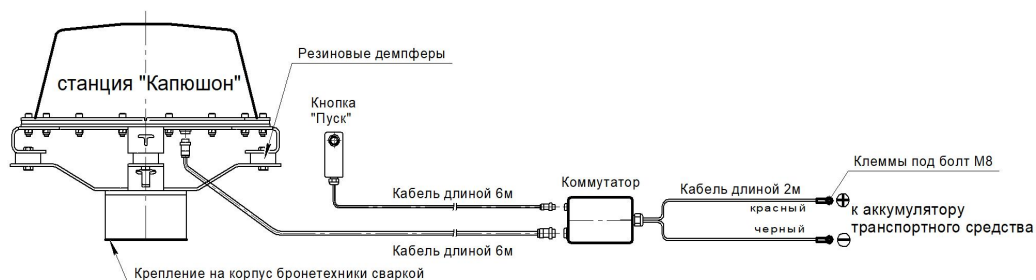 Резиновые демпферы
станция "Капюшон"
Кнопка
"Пуск"
Кабель длиной 6м
Коммутатор
Кабель длиной 2м
Клеммы под болт М8
красный
к аккумулятору
транспортного средства
черный
Кабель длиной 6м
Крепление на корпус бронетехники сваркой